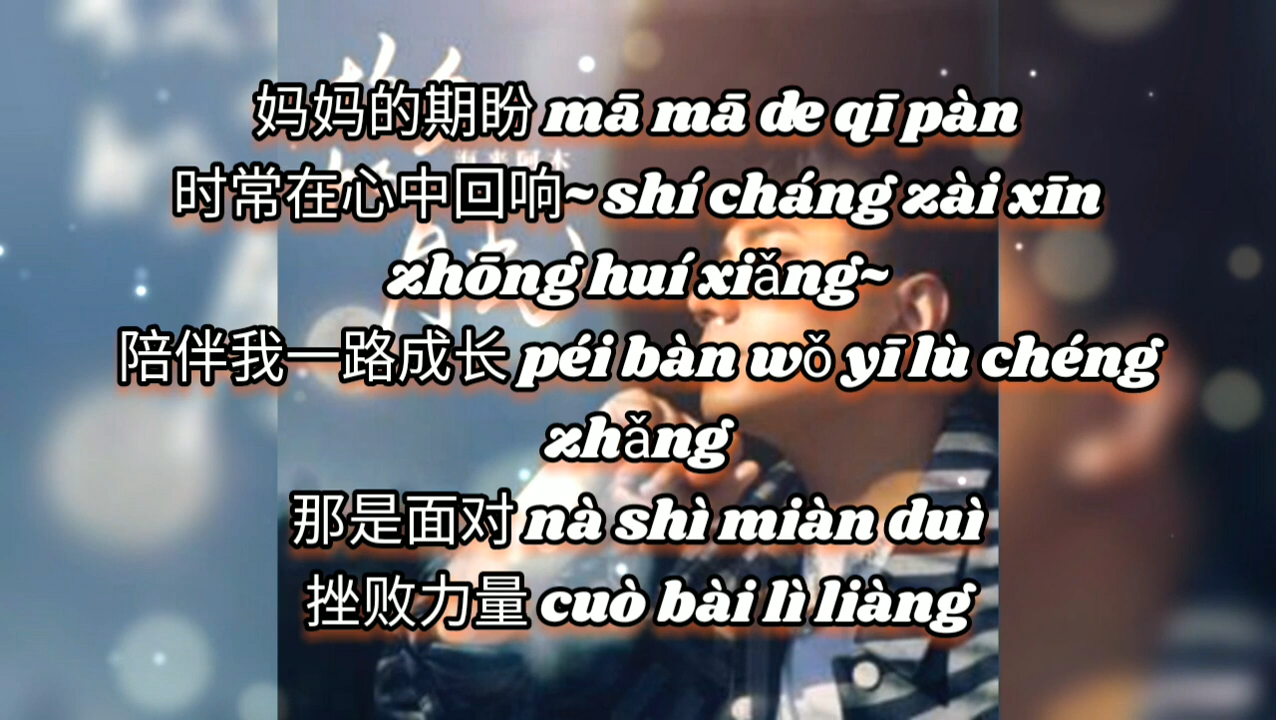 妈妈的期盼 mā mā de qī pàn
时常在心中回响~ shí cháng zài xīn
zhōng huí xiǎng~
陪伴我一路成长 péi bàn wǒ yī lù chéng
zhǎng
那是面对 nà shì miàn duì
挫败力量 cuò bài lì liàng